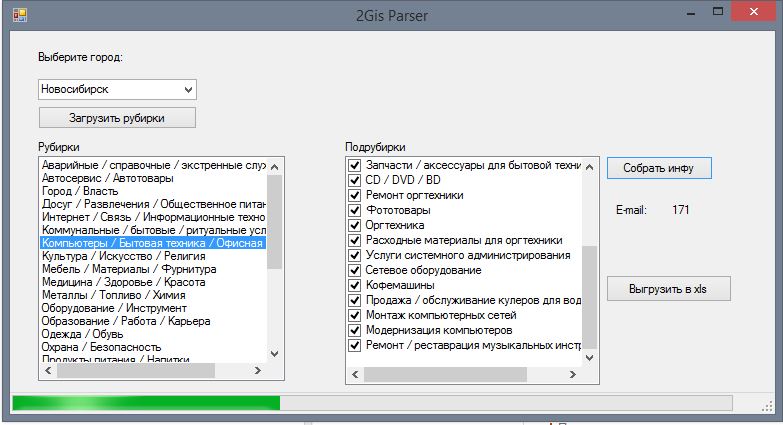 2Gis Parser
Выберите город:
Новосибирск
Загрузить рубирки
Рубирки
Аварийные / справочные / экстренные служ
Автосервис / Автотовары
Город / Власть
Досуг / Развлечения / Общественное питан
Интернет / Связь / Информационные техно
Коммунальные / бытовые / ритуальные усл
Компьютеры / Бытовая техника / Офисная
Культура / Искусство / Религия
Мебель / Материалы / Фурнитура
Медицина / Здоровье / Красота
Металлы / Топливо / Химия
Оборудование / Инструмент
Образование / Работа / Карьера
Одежда / Обувь
Охрана / Безопасность
Продукты питания / Напитки
Подрубирки
Запчасти / аксессуары для бытовой техни
CD / DVD / BD
Ремонт оргтехники
Фототовары
Оргтехника
Расходные материалы для оргтехники
Услуги системного администрирования
Сетевое оборудование
Кофемашины
Продажа / обслуживание кулеров для вод
Монтаж компьютерных сетей
Модернизация компьютеров
Ремонт / реставрация музыкальных инстр
Собрать инфу
E-mail: 171
Выгрузить в xls